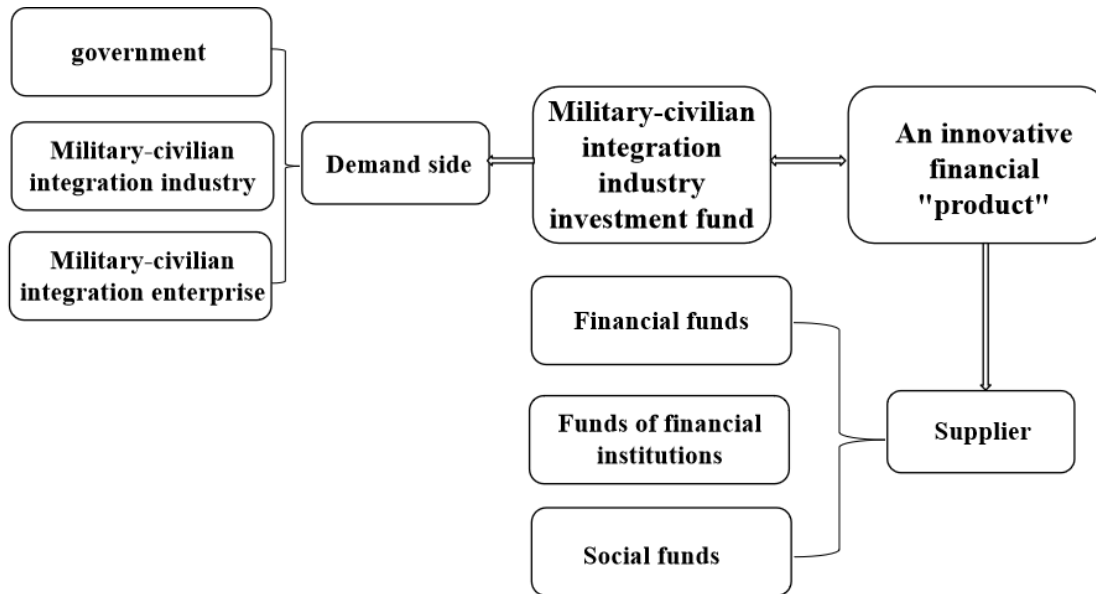 government
Military-civilian
integration industry
Military-civilian
integration enterprise
Demand side
Military-civilian
integration
industry
investment fund
An innovative
financial
"product"
Financial funds
Funds of financial
institutions
Social funds
Supplier